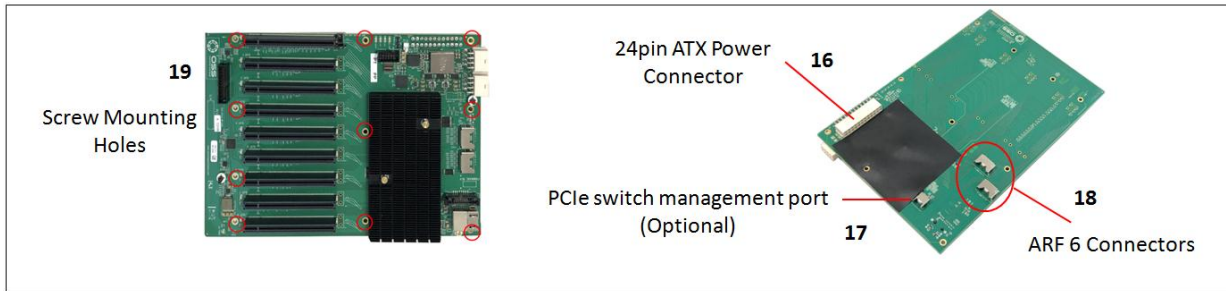 19
Screw Mounting
Holes
OSS
24pin ATX Power
Connector
16
PCIe switch management port
(Optional)
17
18
ARF 6 Connectors